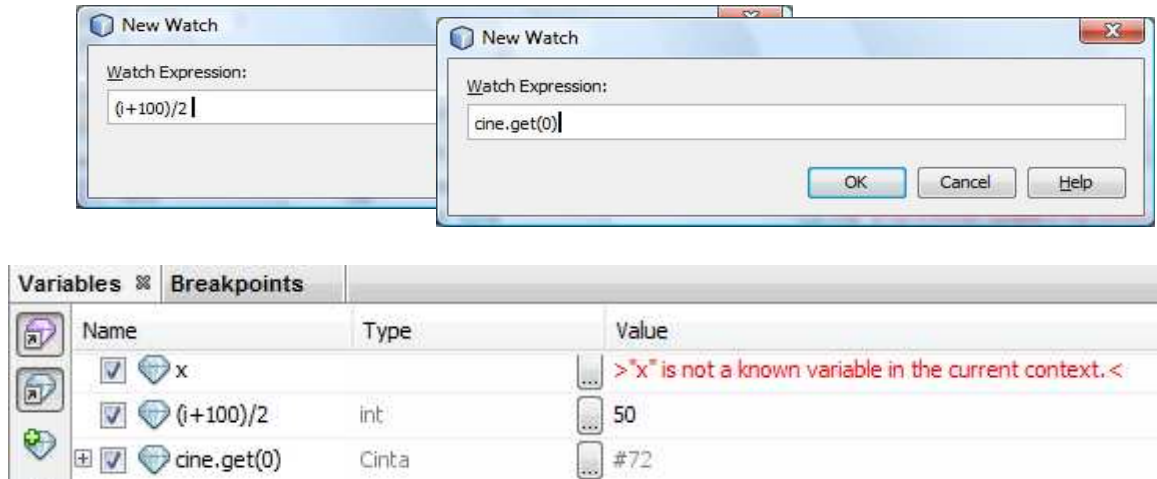 New Watch
Watch Expression:
(i+100)/2
New Watch
Watch Expression:
cine.get(0)
OK Cancel Help
Variables Breakpoints
Name Type Value
x ... >"x" is not a known variable in the current context.<
(i+100)/2 int ... 50
cine.get(0) Cinta ... #72